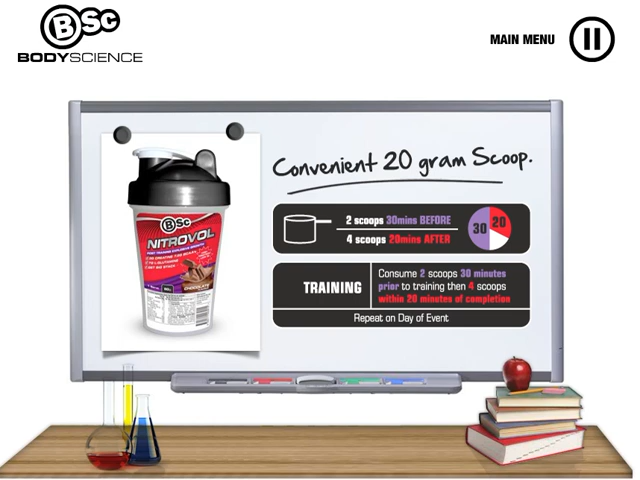 BSc
BODYSCIENCE
MAIN MENU
Convenient 20 gram Scoop.
BSc
NITROVOL
CHOCOLATE
2 scoops 30mins BEFORE
4 scoops 20mins AFTER
30 20
TRAINING
Consume 2 scoops 30 minutes
prior to training then 4 scoops
within 20 minutes of completion
Repeat on Day of Event